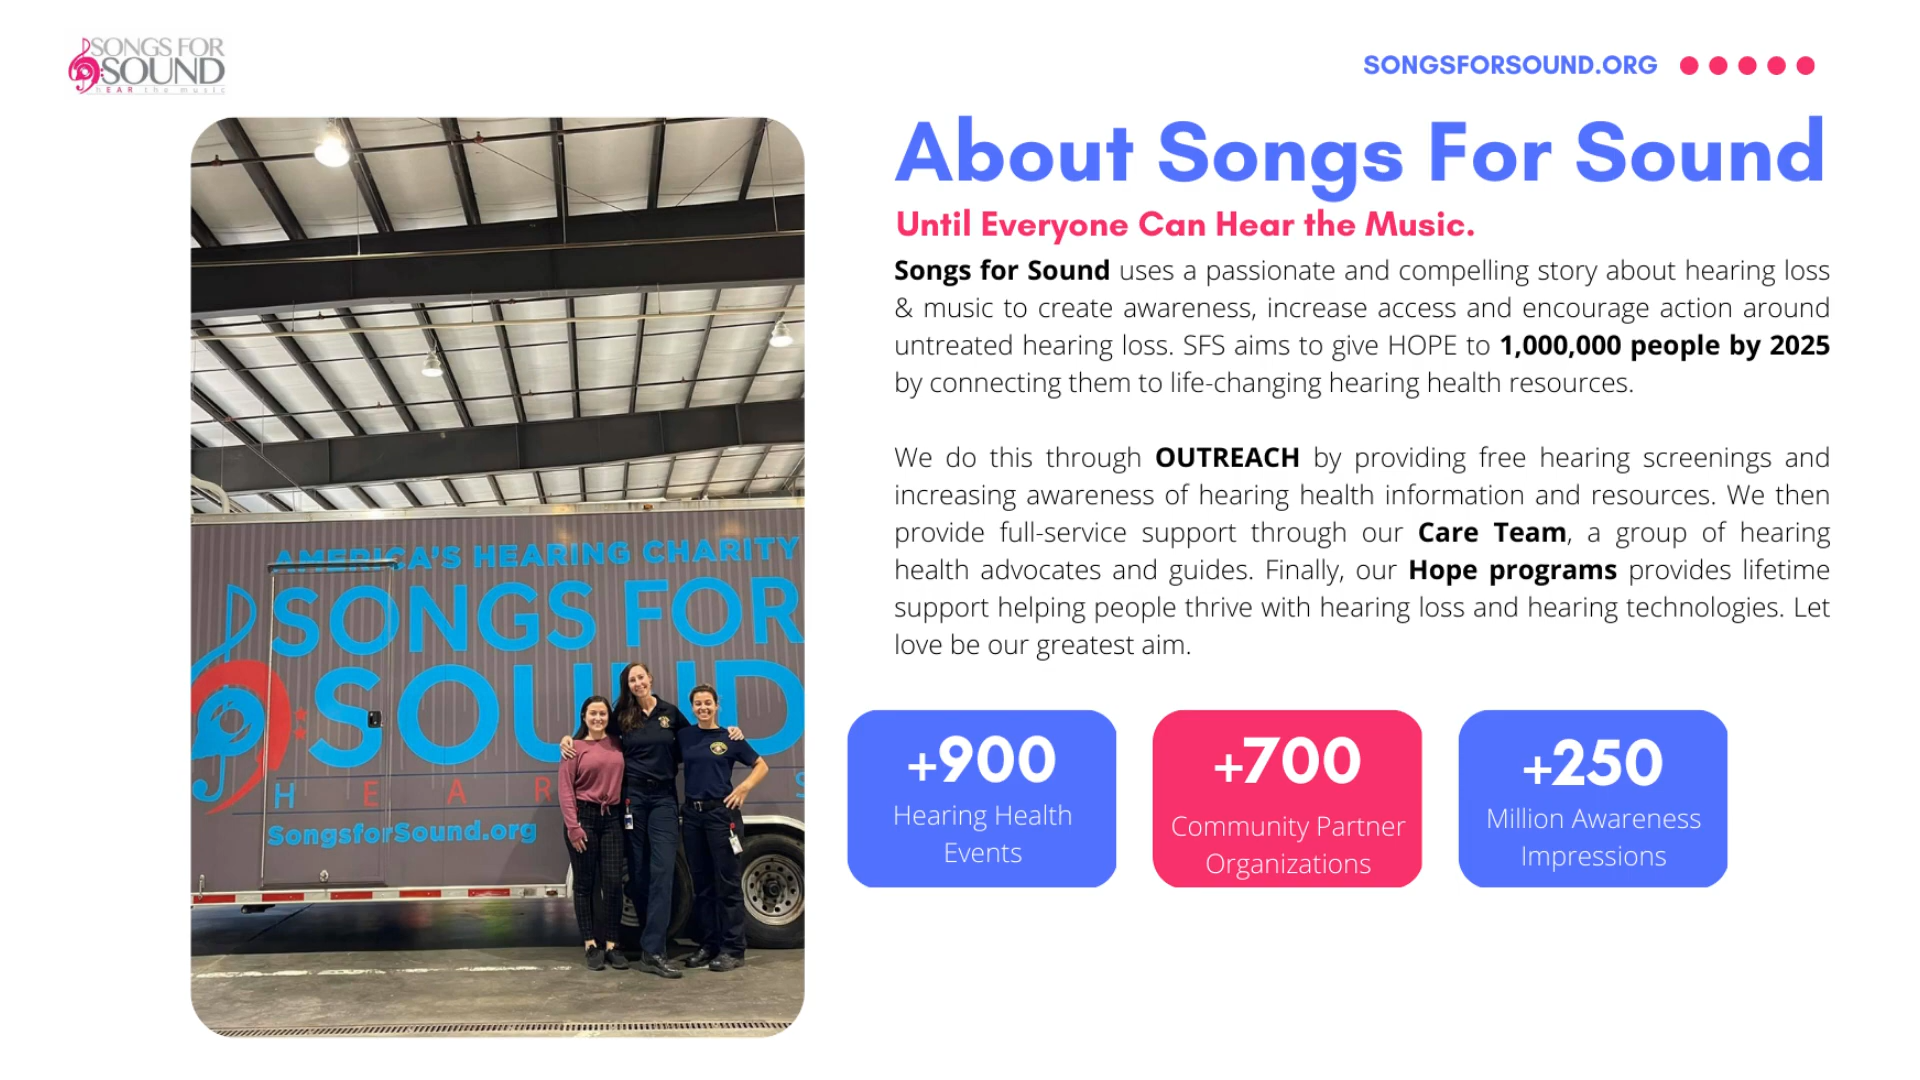 SONGS FOR
SOUND
hEAR the music
SONGSFORSOUND.ORG
About Songs For Sound
Until Everyone Can Hear the Music.
Songs for Sound uses a passionate and compelling story about hearing loss
& music to create awareness, increase access and encourage action around
untreated hearing loss. SFS aims to give HOPE to 1,000,000 people by 2025
by connecting them to life-changing hearing health resources.
We do this through OUTREACH by providing free hearing screenings and
increasing awareness of hearing health information and resources. We then
provide full-service support through our Care Team, a group of hearing
health advocates and guides. Finally, our Hope programs provides lifetime
support helping people thrive with hearing loss and hearing technologies. Let
love be our greatest aim.
AMERICA'S HEARING CHARITY
SONGS FOR
SOUND
HEAR
S
SongsforSound.org
+900
Hearing Health
Events
+700
Community Partner
Organizations
+250
Million Awareness
Impressions